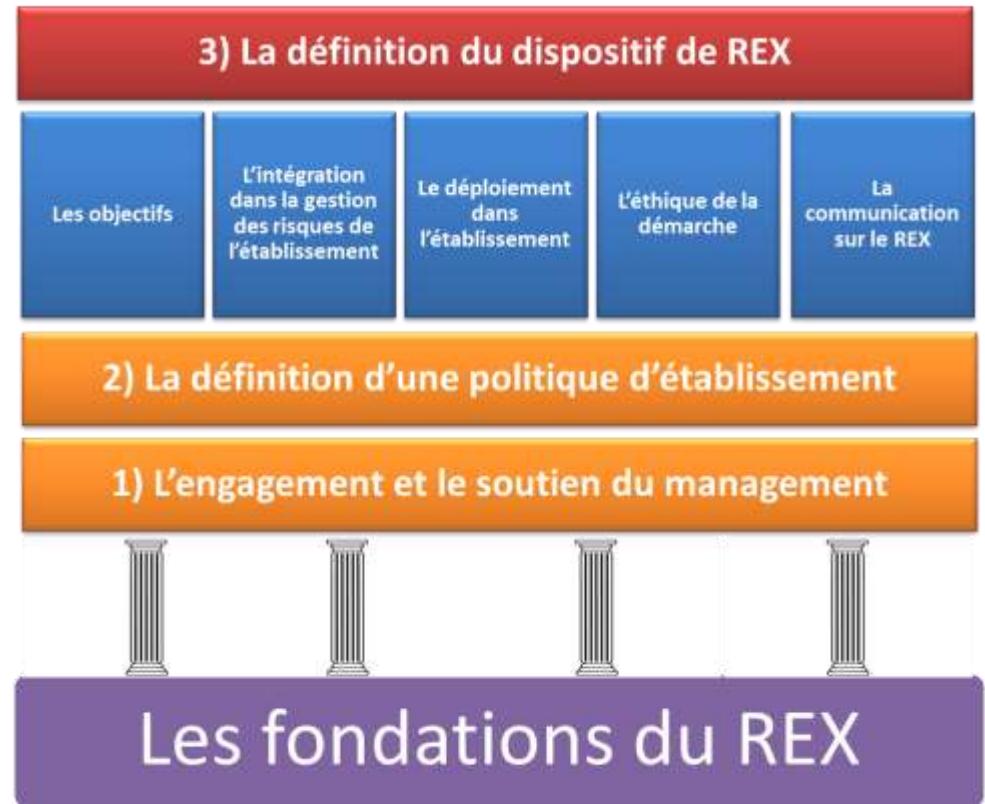 3) La définition du dispositif de REX
Les objectifs
L'intégration
dans la gestion
des risques de
l'établissement
Le déploiement
dans
l'établissement
L'éthique de la
démarche
La
communication
sur le REX
2) La définition d'une politique d'établissement
1) L'engagement et le soutien du management
Les fondations du REX